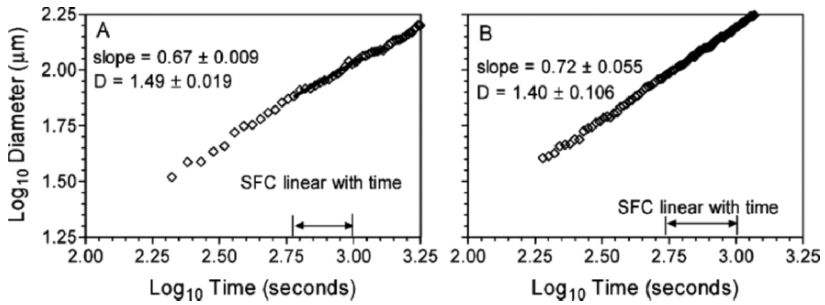 A
slope = 0.67 ± 0.009
D = 1.49 ± 0.019
SFC linear with time
2.25
2.00
1.75
1.50
1.25
Log10 Diameter (μm)
2.00 2.25 2.50 2.75 3.00 3.25
Log10 Time (seconds)
B
slope = 0.72 ± 0.055
D = 1.40 ± 0.106
SFC linear with time
2.00 2.25 2.50 2.75 3.00 3.25
Log10 Time (seconds)